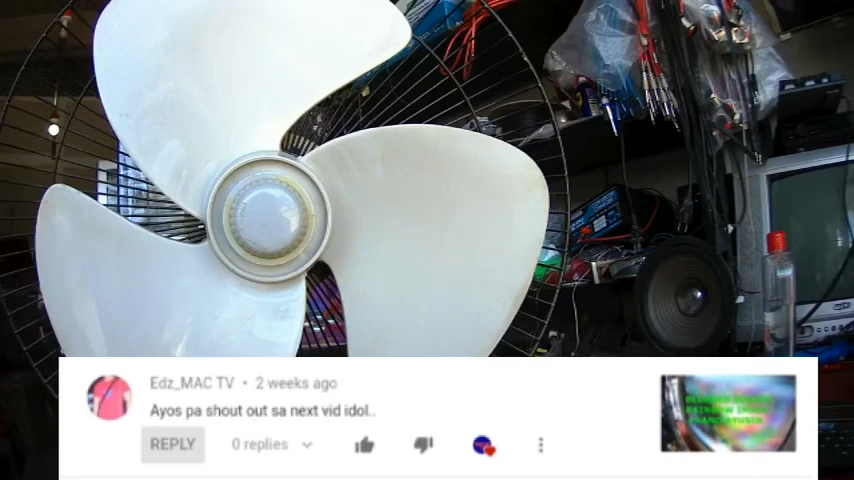 Edz_MAC TV • 2 weeks ago
Ayos pa shout out sa next vid idol..
REPLY 0 replies